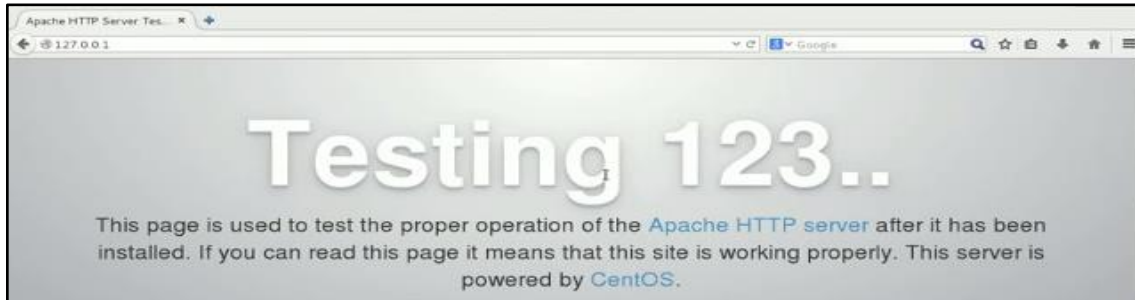 Apache HTTP Server Tes...
127.0.0.1
Google
Testing 123..
This page is used to test the proper operation of the Apache HTTP server after it has been
installed. If you can read this page it means that this site is working properly. This server is
powered by CentOS.